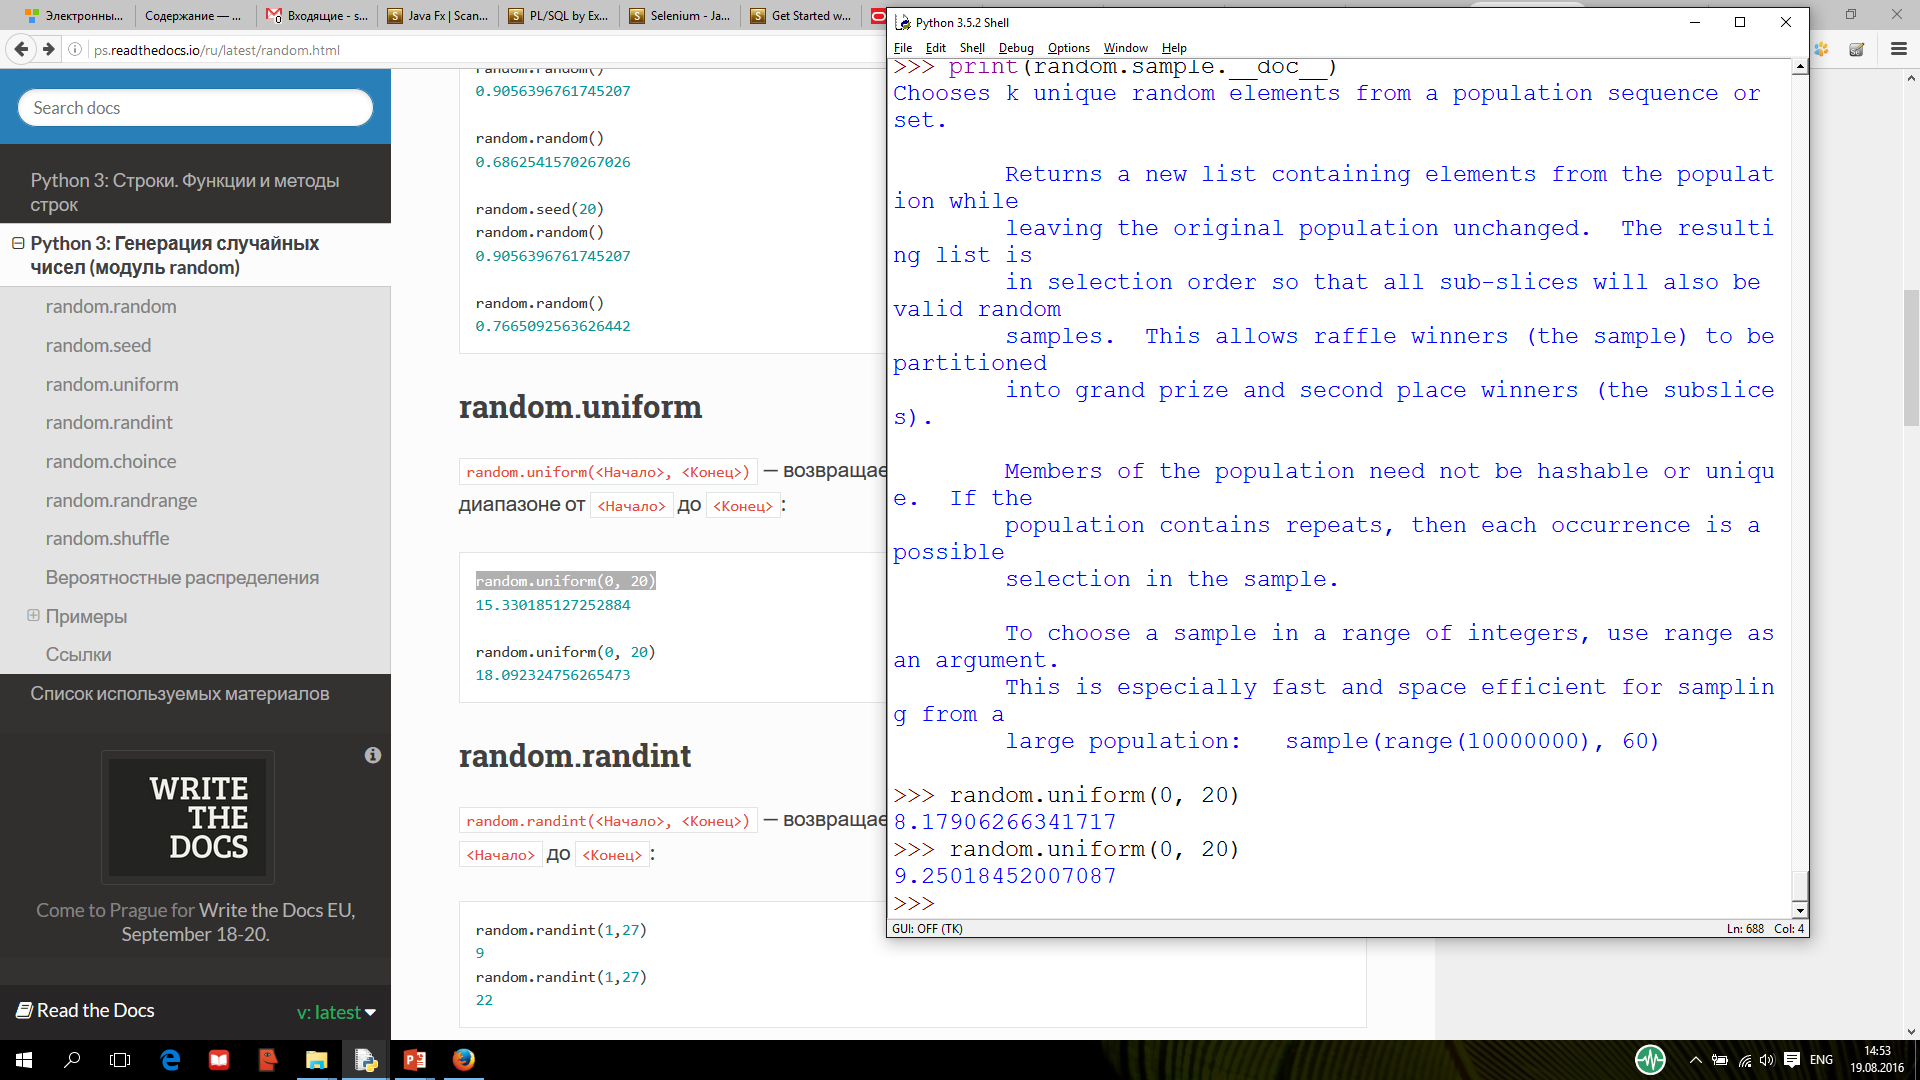 Электронны...
Содержание — ...
Входящие - s...
Java Fx | Scan...
PL/SQL by Ex...
Selenium - Ja...
Get Started w...
ps.readthedocs.io/ru/latest/random.html
Search docs
Python 3: Строки. Функции и методы
строк
Python 3: Генерация случайных
чисел (модуль random)
random.random
random.seed
random.uniform
random.randint
random.choince
random.randrange
random.shuffle
Вероятностные распределения
Примеры
Ссылки
Список используемых материалов
WRITE
THE
DOCS
Come to Prague for Write the Docs EU,
September 18-20.
Read the Docs
v: latest
random.random()
0.9056396761745207
random.random()
0.6862541570267026
random.seed(20)
random.random()
0.9056396761745207
random.random()
0.7665092563626442
random.uniform
random.uniform(<Начало>, <Конец>) — возвращае
диапазоне от <Начало> до <Конец>:
random.uniform(0, 20)
15.330185127252884
random.uniform(0, 20)
18.092324756265473
random.randint
random.randint(<Начало>, <Конец>) — возвращае
<Начало> до <Конец>:
random.randint(1,27)
9
random.randint(1,27)
22
Python 3.5.2 Shell
File Edit Shell Debug Options Window Help
>>> print(random.sample.__doc__)
Chooses k unique random elements from a population sequence or
set.
Returns a new list containing elements from the populat
ion while
leaving the original population unchanged.  The resulti
ng list is
in selection order so that all sub-slices will also be
valid random
samples.  This allows raffle winners (the sample) to be
partitioned
into grand prize and second place winners (the subslice
s).
Members of the population need not be hashable or uniqu
e.  If the
population contains repeats, then each occurrence is a
possible
selection in the sample.
To choose a sample in a range of integers, use range as
an argument.
This is especially fast and space efficient for samplin
g from a
large population:   sample(range(10000000), 60)
>>> random.uniform(0, 20)
8.17906266341717
>>> random.uniform(0, 20)
9.25018452007087
>>>
GUI: OFF (TK)
Ln: 688 Col: 4
ENG
14:53
19.08.2016